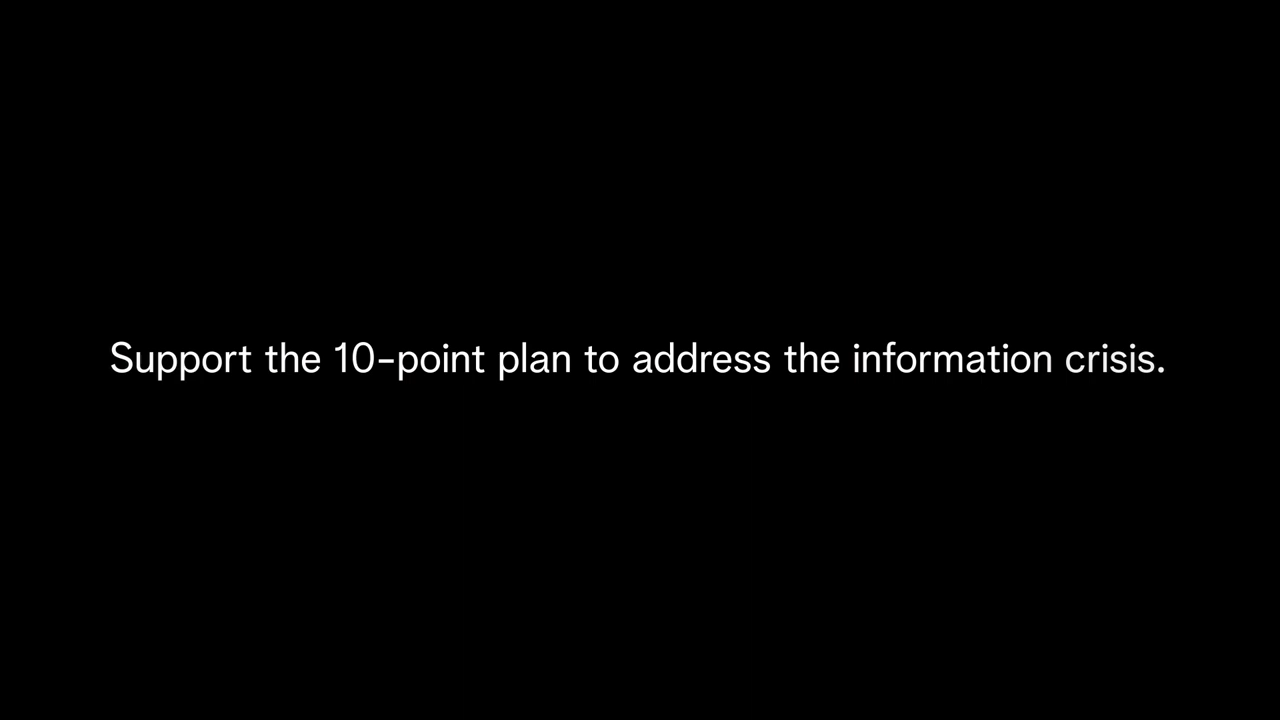 Support the 10-point plan to address the information crisis.